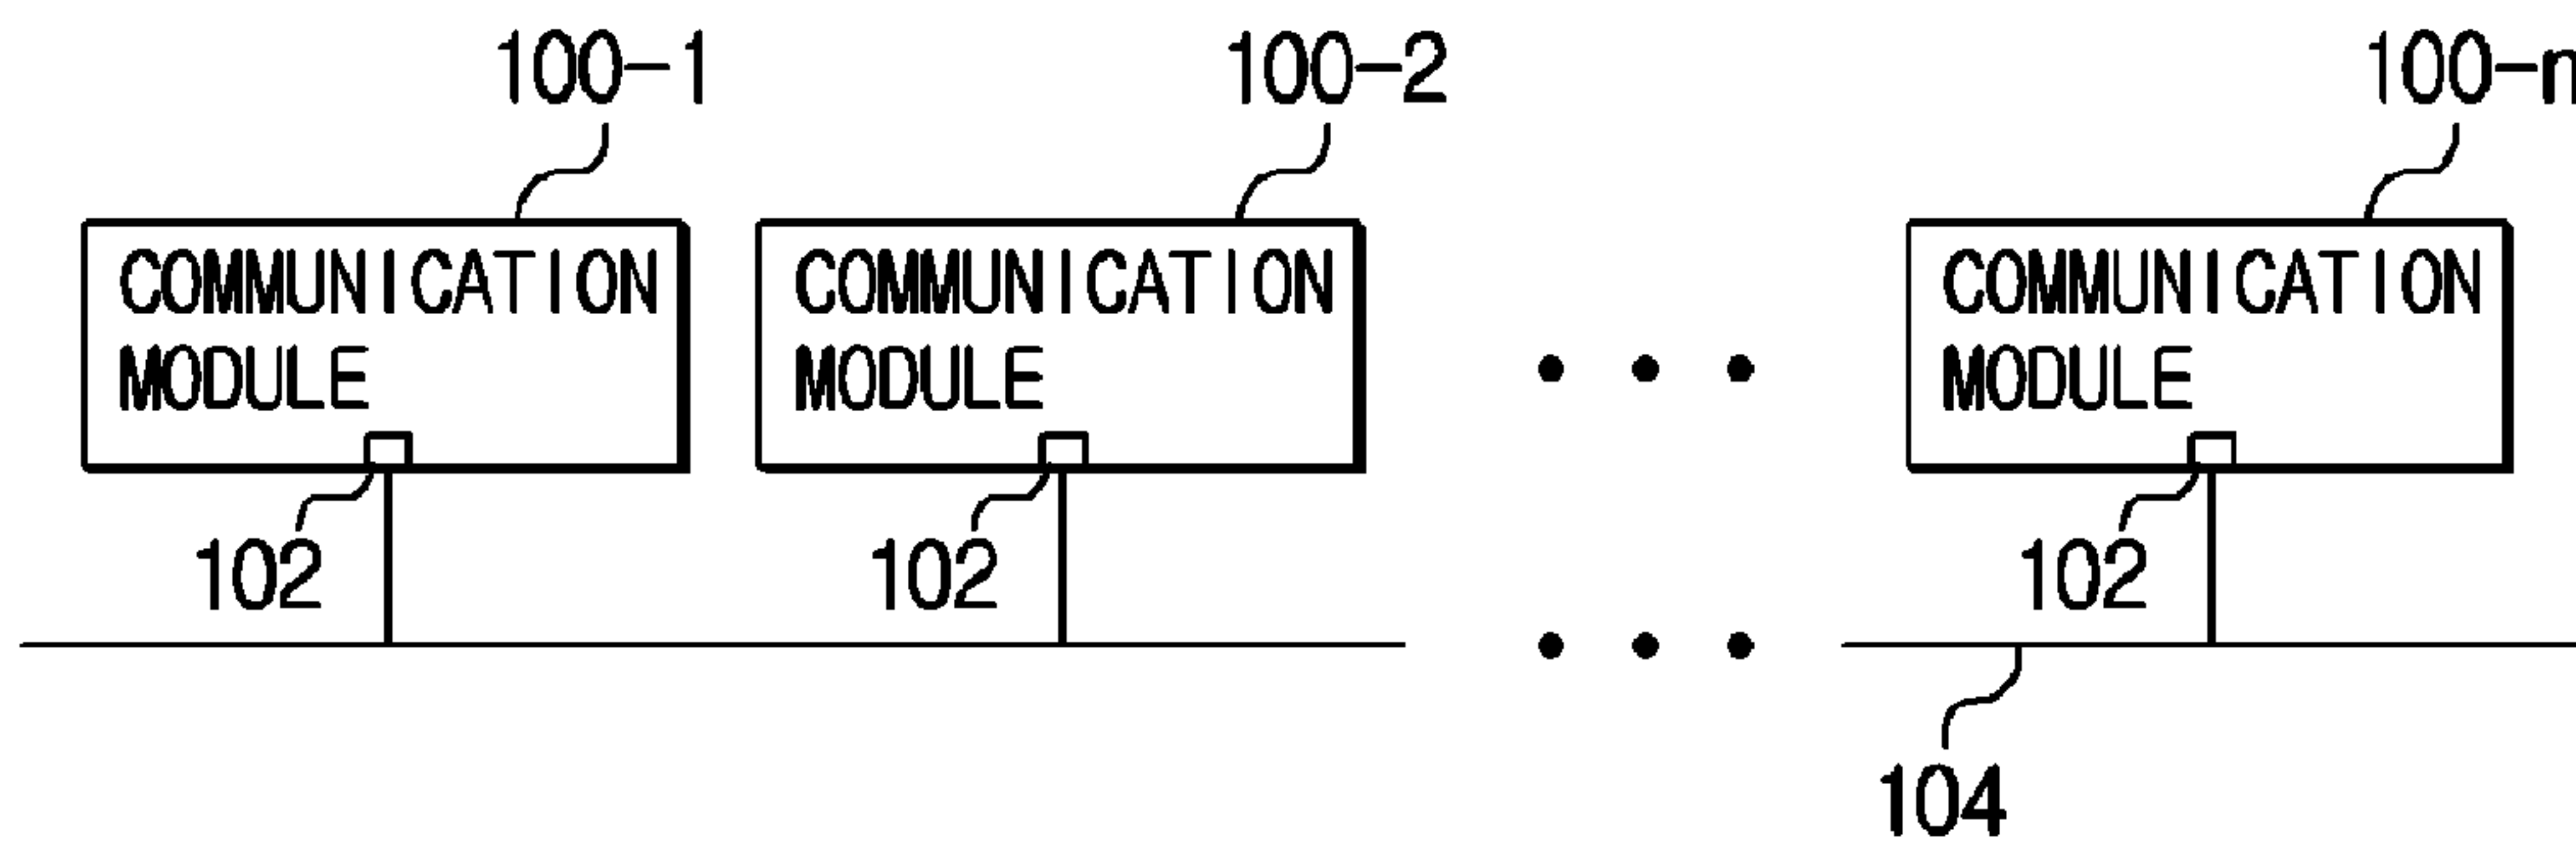 100-1
100-2
100-n
COMMUNICATION
MODULE
COMMUNICATION
MODULE
COMMUNICATION
MODULE
102
102
102
104